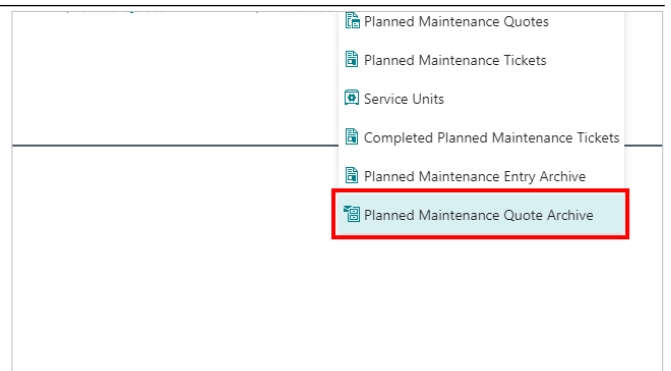 Planned Maintenance Quotes
Planned Maintenance Tickets
Service Units
Completed Planned Maintenance Tickets
Planned Maintenance Entry Archive
Planned Maintenance Quote Archive